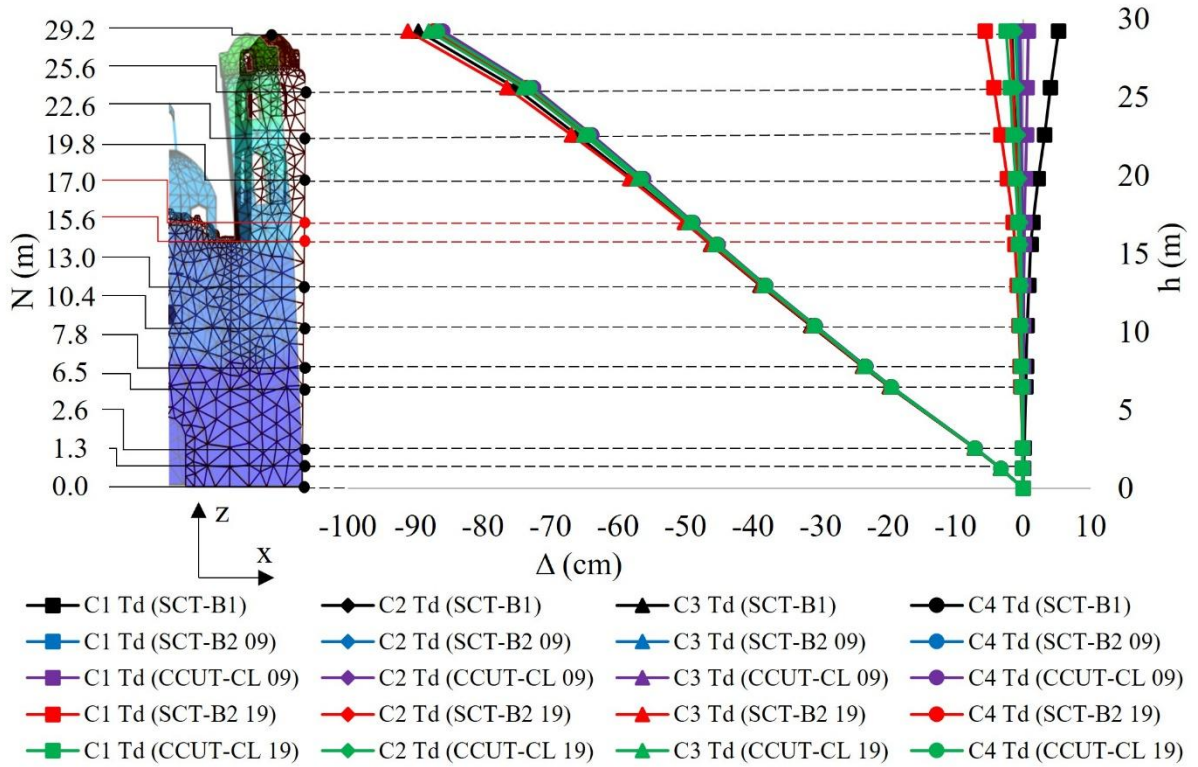 29.2
25.6
22.6
19.8
17.0
15.6
13.0
10.4
7.8
6.5
2.6
1.3
0.0
N (m)
z
x
30
25
20
15
10
5
0
h (m)
-100 -90 -80 -70 -60 -50 -40 -30 -20 -10 0 10
Δ (cm)
C1 Td (SCT-B1) C2 Td (SCT-B1) C3 Td (SCT-B1) C4 Td (SCT-B1)
C1 Td (SCT-B2 09) C2 Td (SCT-B2 09) C3 Td (SCT-B2 09) C4 Td (SCT-B2 09)
C1 Td (CCUT-CL 09) C2 Td (CCUT-CL 09) C3 Td (CCUT-CL 09) C4 Td (CCUT-CL 09)
C1 Td (SCT-B2 19) C2 Td (SCT-B2 19) C3 Td (SCT-B2 19) C4 Td (SCT-B2 19)
C1 Td (CCUT-CL 19) C2 Td (CCUT-CL 19) C3 Td (CCUT-CL 19) C4 Td (CCUT-CL 19)